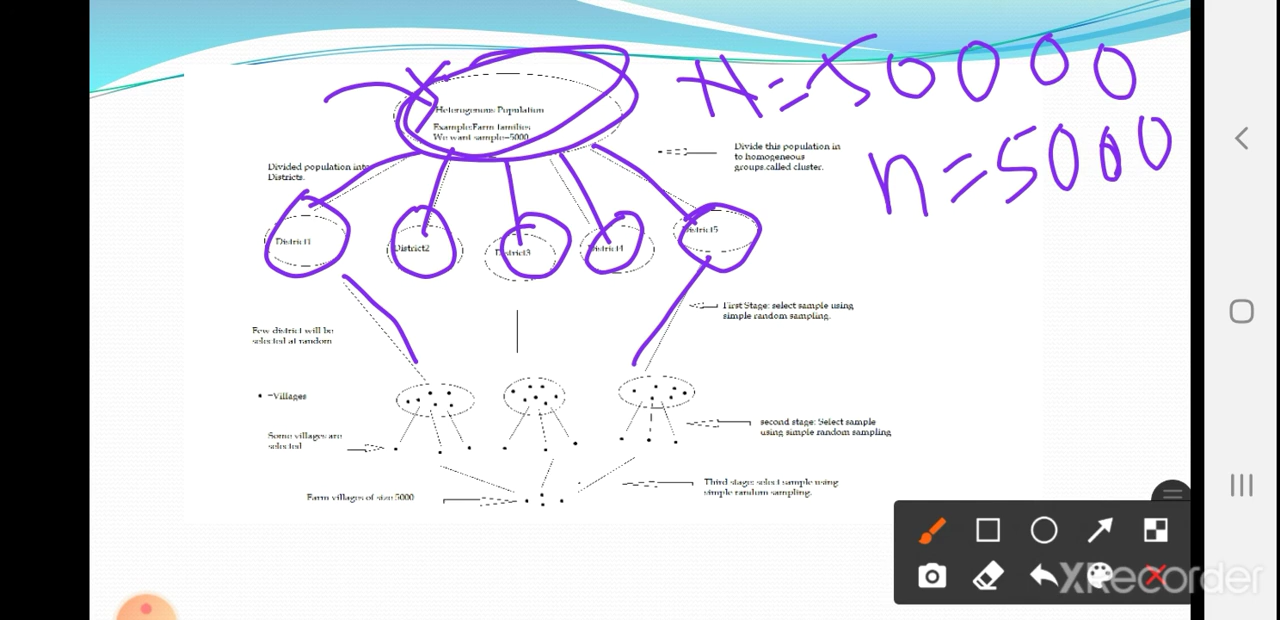 N=50000
n=5000
Heterogenous Population
Example:Farm families
We want sample=5000
Divide this population in
to homogeneous
groups.called cluster.
Divided population into
Districts.
District1
District2
District3
District4
District5
First Stage: select sample using
simple random sampling.
Few district will be
selected at random
=Villages
Some villages are
selected
second stage: Select sample
using simple random sampling
Farm villages of size 5000
Third stage: select sample using
simple random sampling.
XRecorder